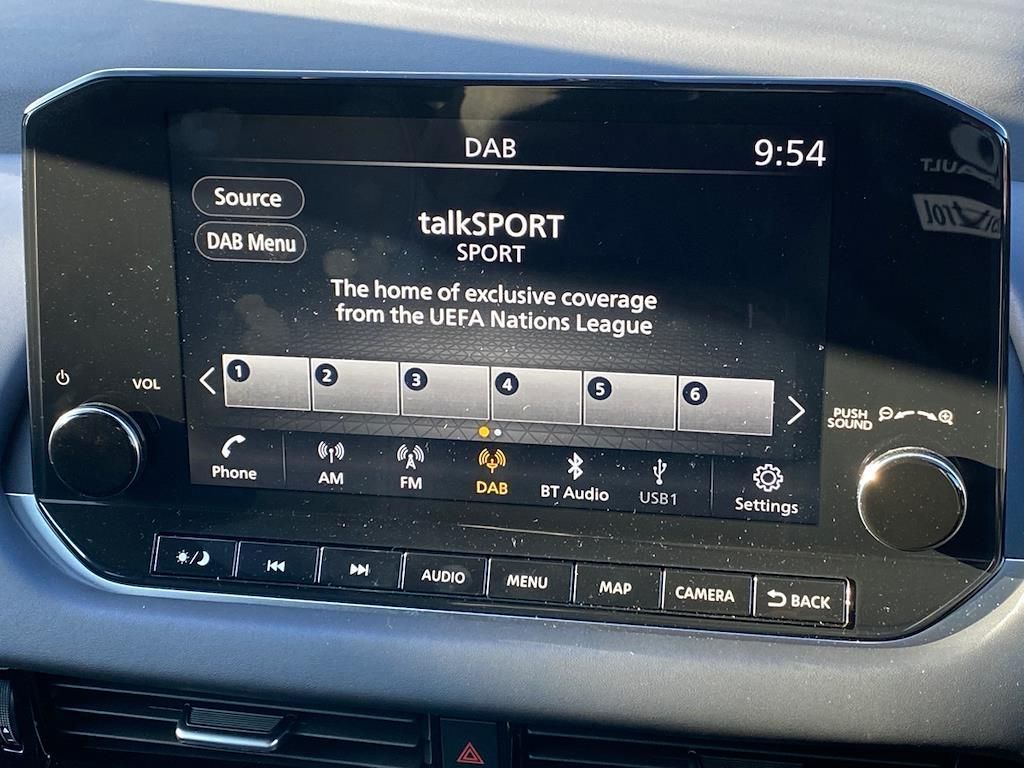 DAB
9:54
Source
talkSPORT
DAB Menu
SPORT
The home of exclusive coverage
from the UEFA Nations League
1 2 3 4 5 6
VOL
PUSH
SOUND
Phone AM FM DAB BT Audio USB1 Settings
AUDIO MENU MAP CAMERA BACK